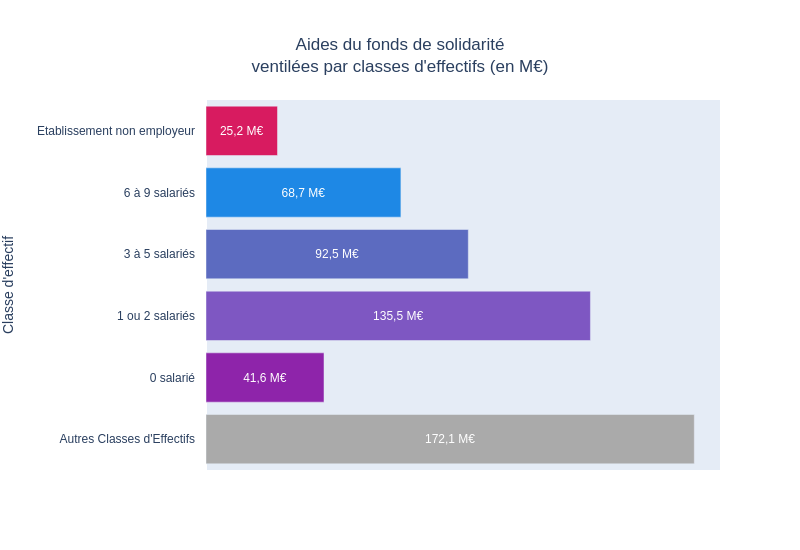 Aides du fonds de solidarité
ventilées par classes d'effectifs (en M€)
Classe d'effectif
Etablissement non employeur
25,2 M€
6 à 9 salariés
68,7 M€
3 à 5 salariés
92,5 M€
1 ou 2 salariés
135,5 M€
0 salarié
41,6 M€
Autres Classes d'Effectifs
172,1 M€